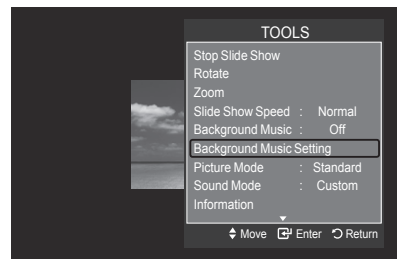 TOOLS
Stop Slide Show
Rotate
Zoom
Slide Show Speed : Normal
Background Music : Off
Background Music Setting
Picture Mode : Standard
Sound Mode : Custom
Information
Move Enter Return